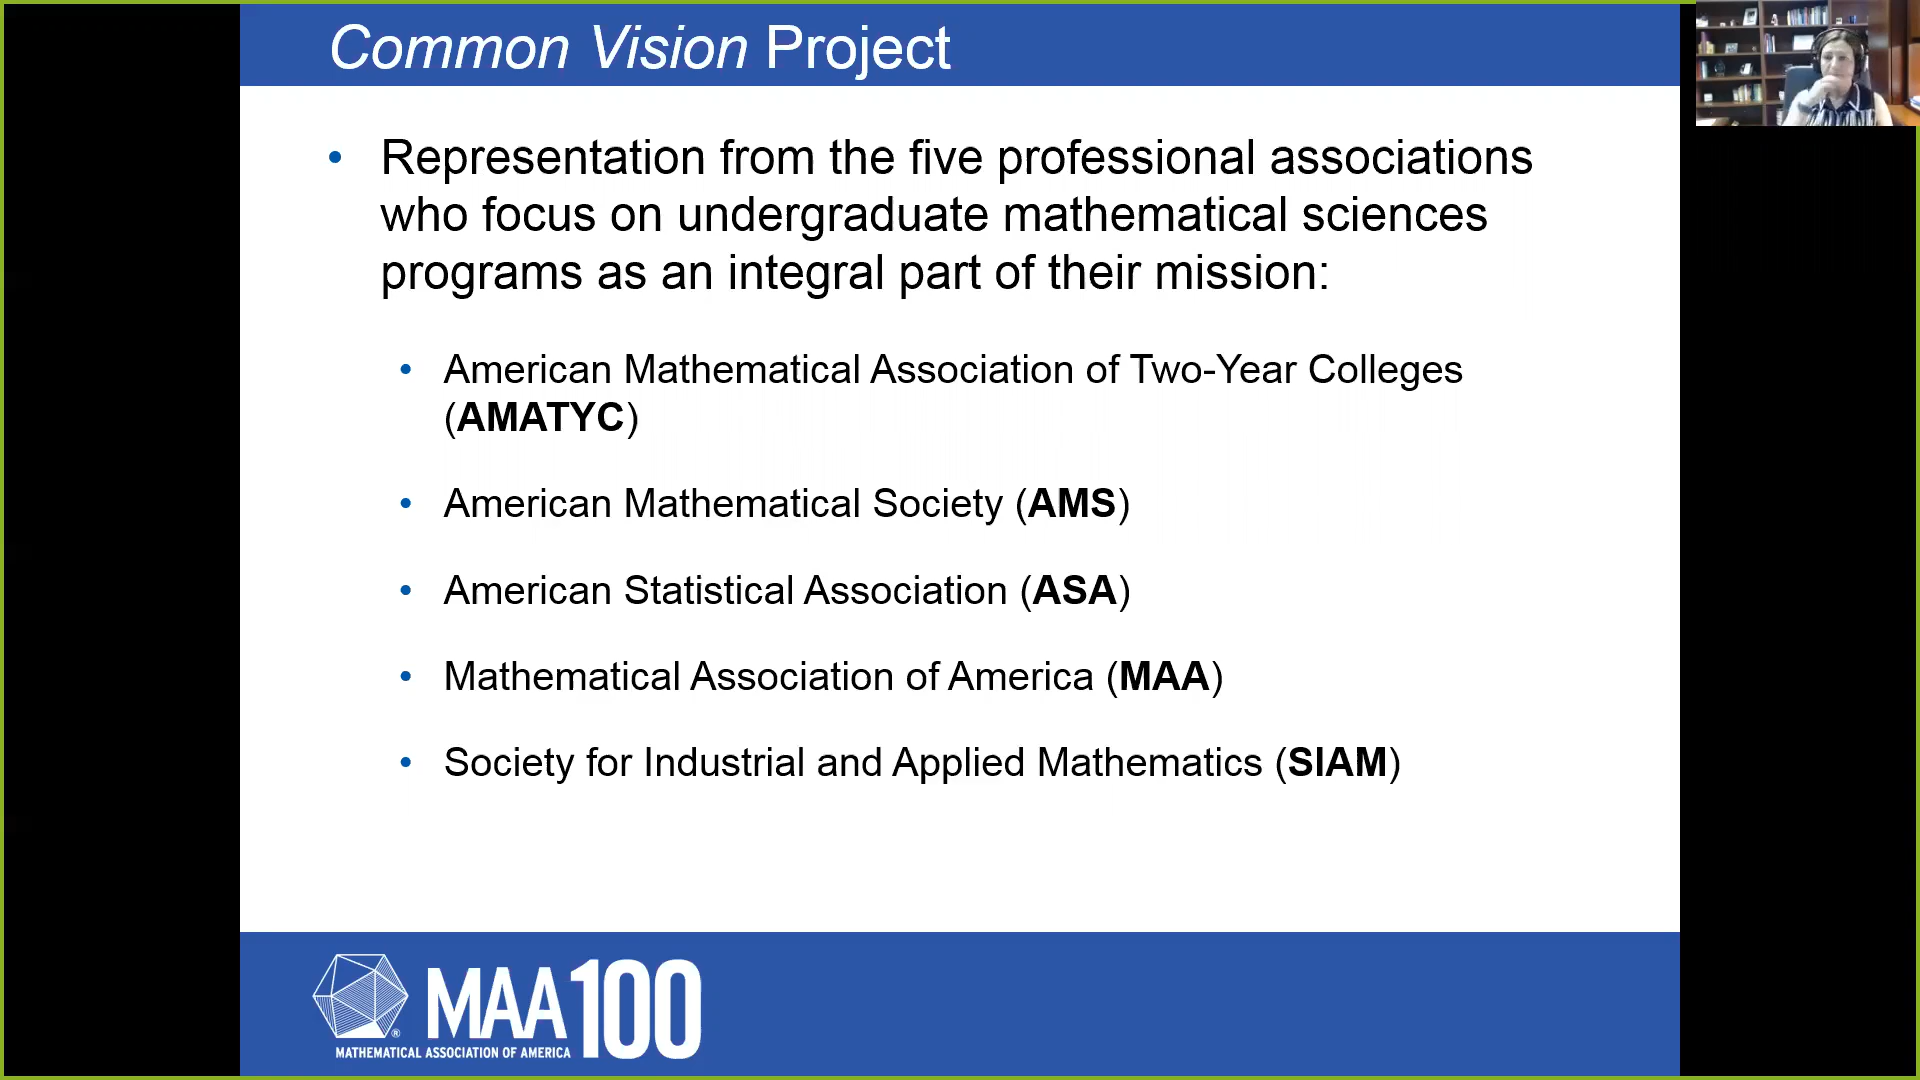 Common Vision Project
• Representation from the five professional associations
who focus on undergraduate mathematical sciences
programs as an integral part of their mission:
• American Mathematical Association of Two-Year Colleges
(AMATYC)
• American Mathematical Society (AMS)
• American Statistical Association (ASA)
• Mathematical Association of America (MAA)
• Society for Industrial and Applied Mathematics (SIAM)
® MAA100
MATHEMATICAL ASSOCIATION OF AMERICA